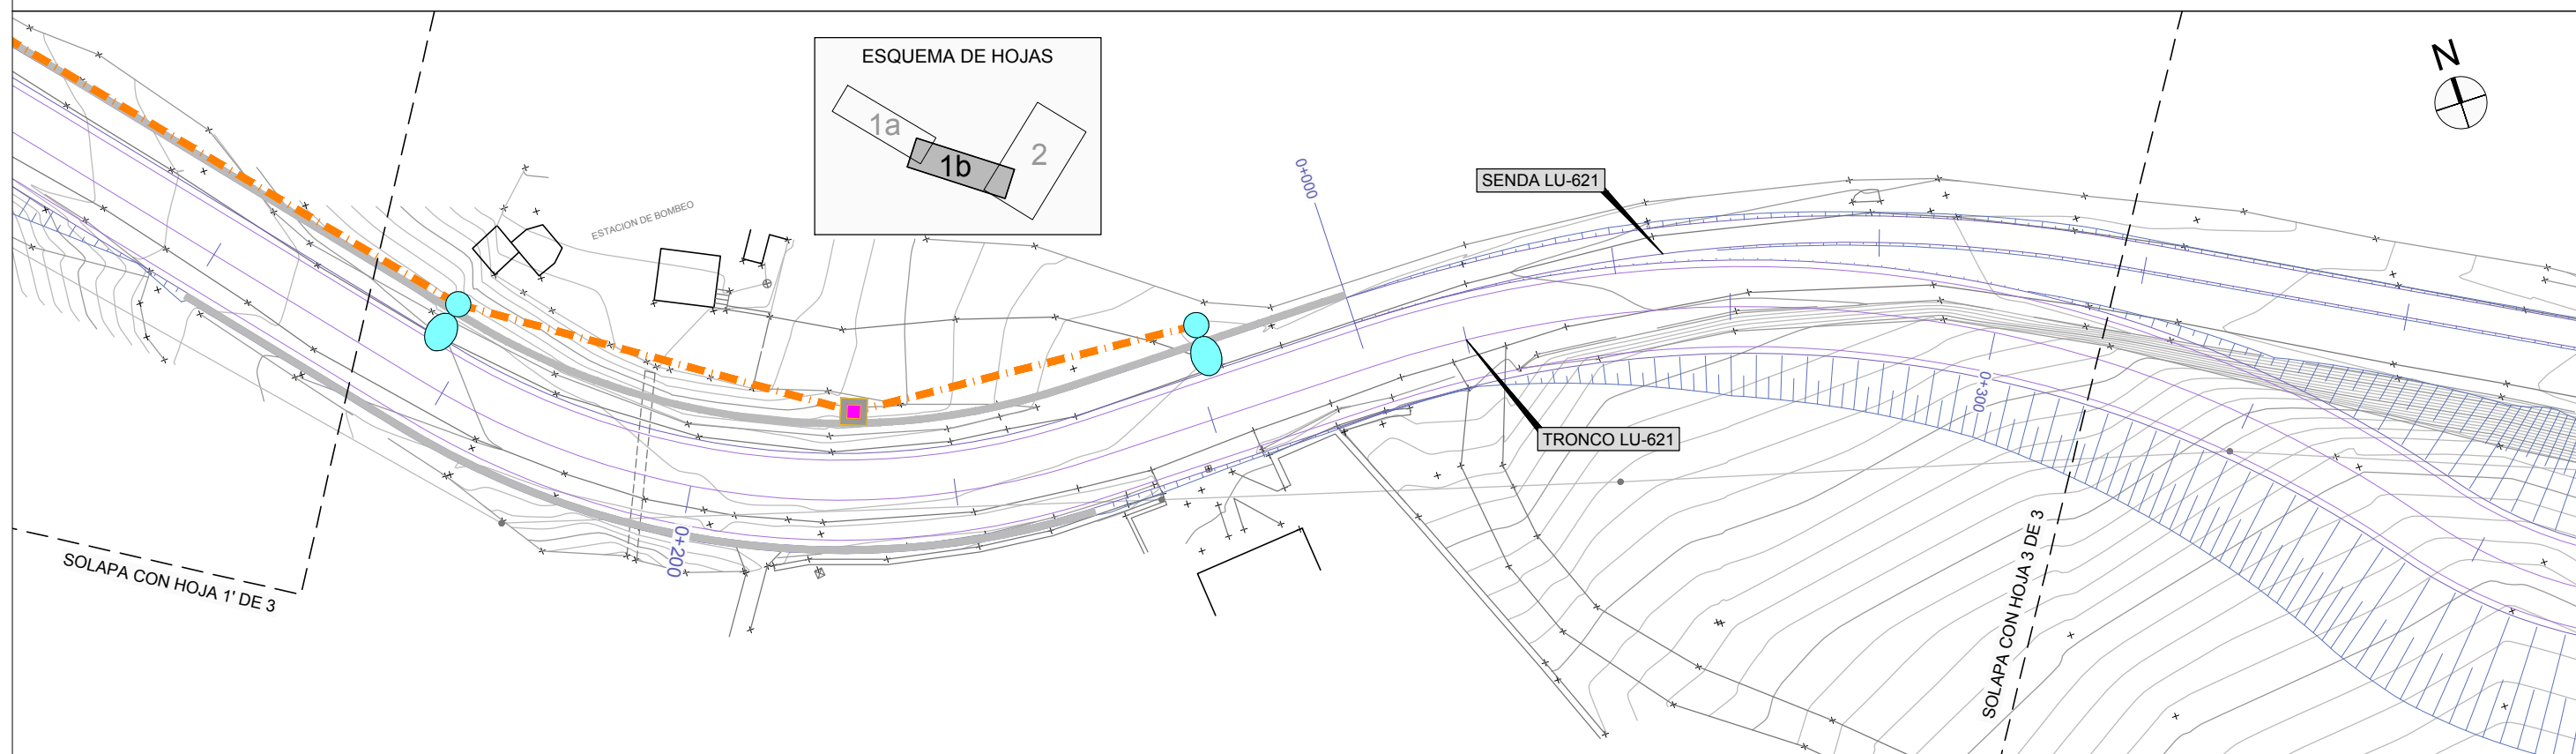 ESQUEMA DE HOJAS
1a
1b
2
N
0+000
SENDA LU-621
ESTACION DE BOMBEO
TRONCO LU-621
0+300
0+200
SOLAPA CON HOJA 1' DE 3
SOLAPA CON HOJA 3 DE 3